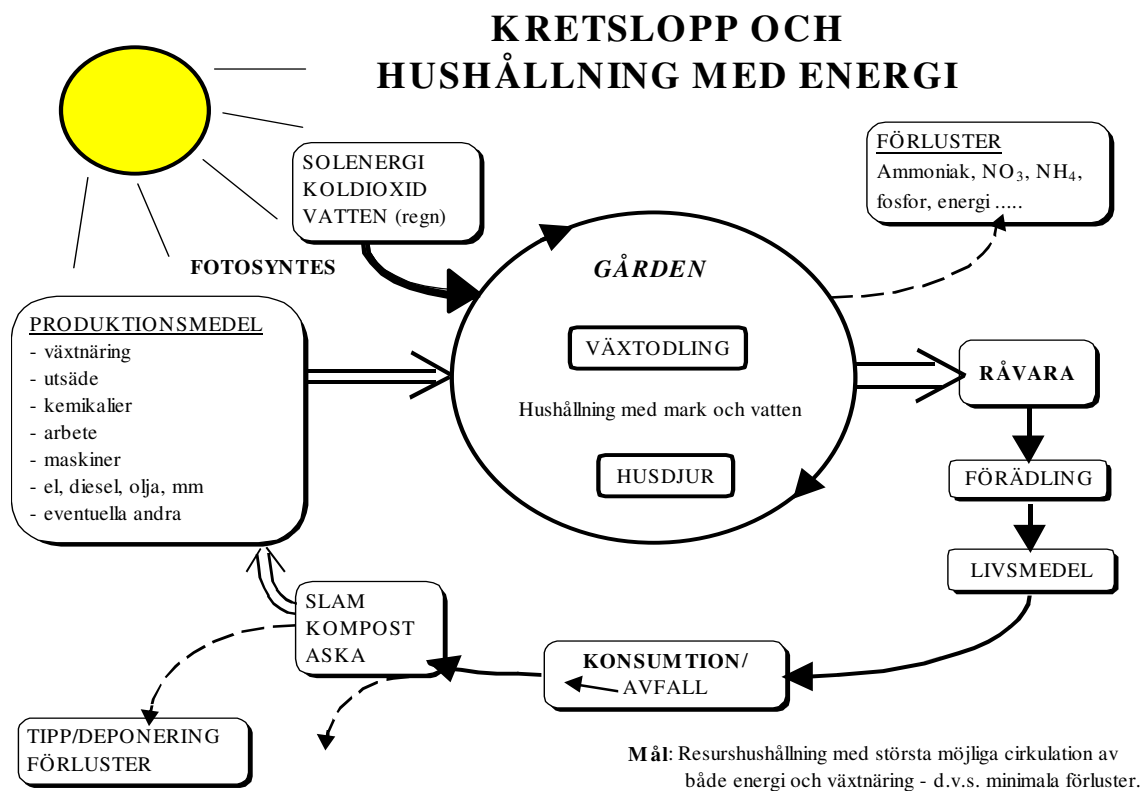 KRETSLOPP OCH
HUSHÅLLNING MED ENERGI
SOLENERGI
KOLDIOXID
VATTEN (regn)
FÖRLUSTER
Ammoniak, NO₃, NH₄,
fosfor, energi .....
FOTOSYNTES
GÅRDEN
PRODUKTIONSMEDEL
- växtnäring
- utsäde
- kemikalier
- arbete
- maskiner
- el, diesel, olja, mm
- eventuella andra
VÄXTODLING
Hushållning med mark och vatten
HUSDJUR
RÅVARA
FÖRÄDLING
LIVSMEDEL
KONSUMTION/
AVFALL
SLAM
KOMPOST
ASKA
TIPP/DEPONERING
FÖRLUSTER
Mål: Resurshushållning med största möjliga cirkulation av
både energi och växtnäring - d.v.s. minimala förluster.